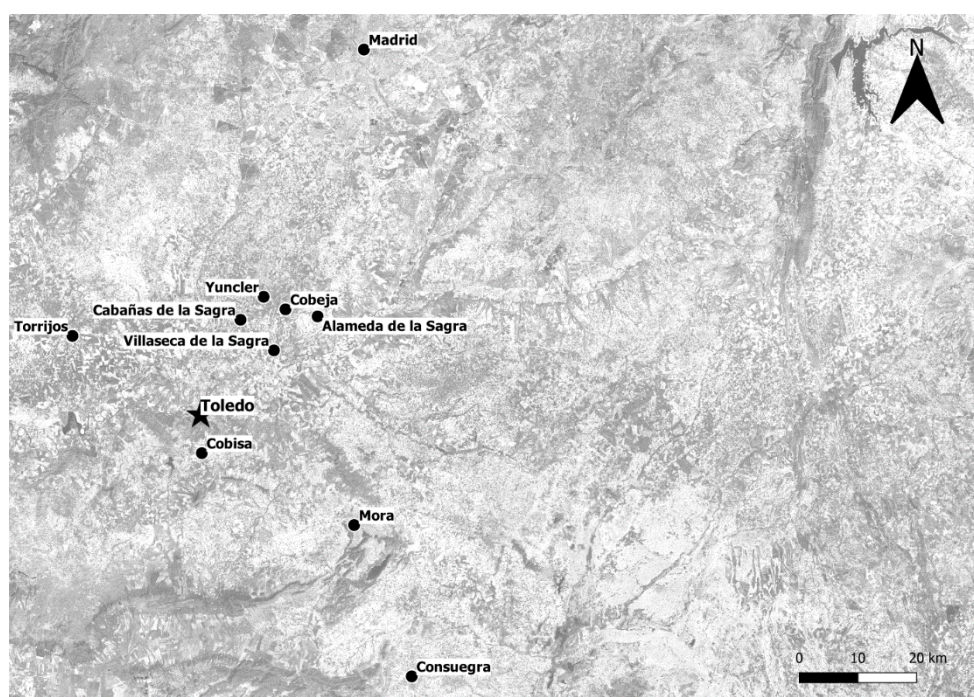 Madrid
N
Yuncler
Cobeja
Cabañas de la Sagra
Alameda de la Sagra
Torrijos
Villaseca de la Sagra
Toledo
Cobisa
Mora
Consuegra
0 10 20 km